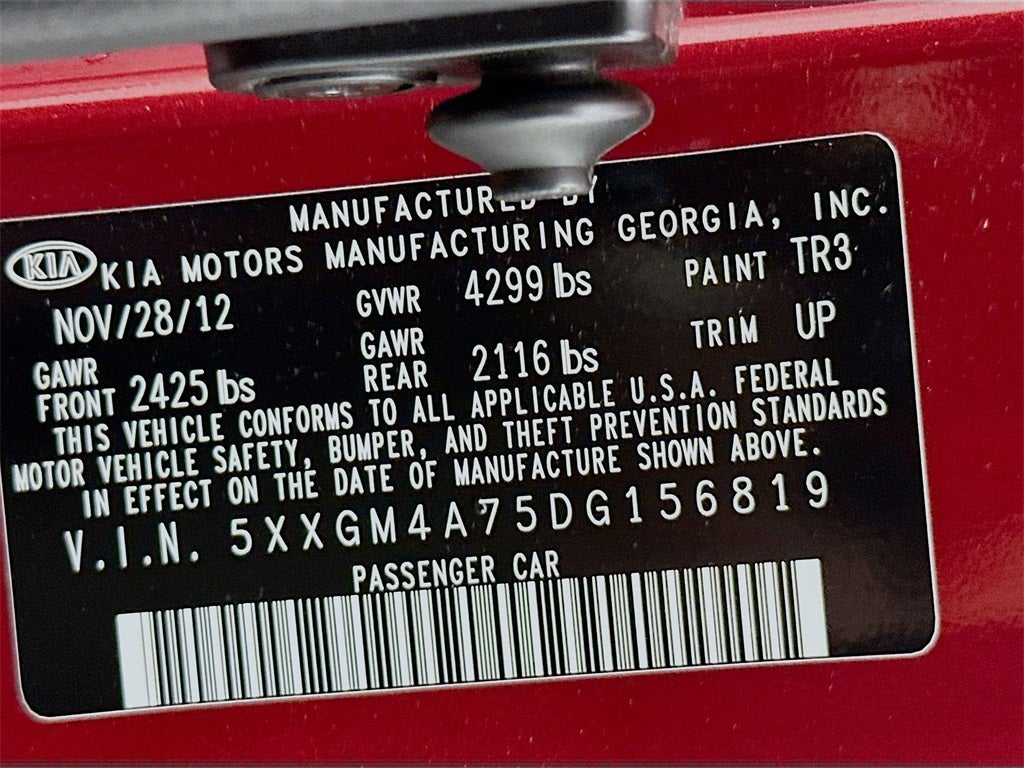 MANUFACTURED BY
KIA KIA MOTORS MANUFACTURING GEORGIA, INC.
NOV/28/12 GVWR 4299 lbs PAINT TR3
GAWR FRONT 2425 lbs GAWR REAR 2116 lbs TRIM UP
THIS VEHICLE CONFORMS TO ALL APPLICABLE U.S.A. FEDERAL
MOTOR VEHICLE SAFETY, BUMPER, AND THEFT PREVENTION STANDARDS
IN EFFECT ON THE DATE OF MANUFACTURE SHOWN ABOVE.
V.I.N. 5XXGM4A75DG156819
PASSENGER CAR